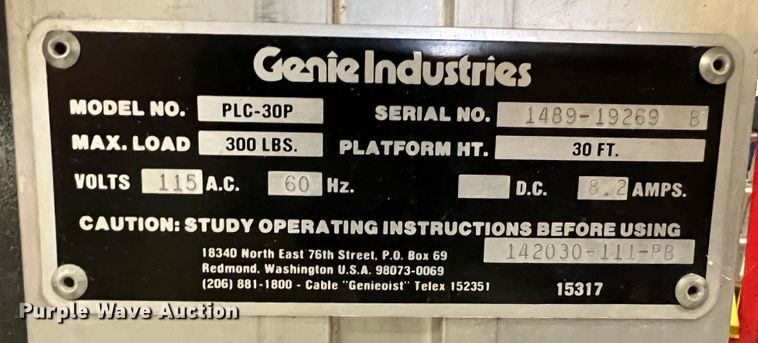 Genie Industries
MODEL NO. PLC-30P SERIAL NO. 1489-19269 B
MAX. LOAD 300 LBS. PLATFORM HT. 30 FT.
VOLTS 115 A.C. 60 Hz. D.C. 8.2 AMPS.
CAUTION: STUDY OPERATING INSTRUCTIONS BEFORE USING
18340 North East 76th Street, P.O. Box 69 142030-111-PB
Redmond, Washington U.S.A. 98073-0069
(206) 881-1800 - Cable "Genieoist" Telex 152351 15317
Purple Wave Auction